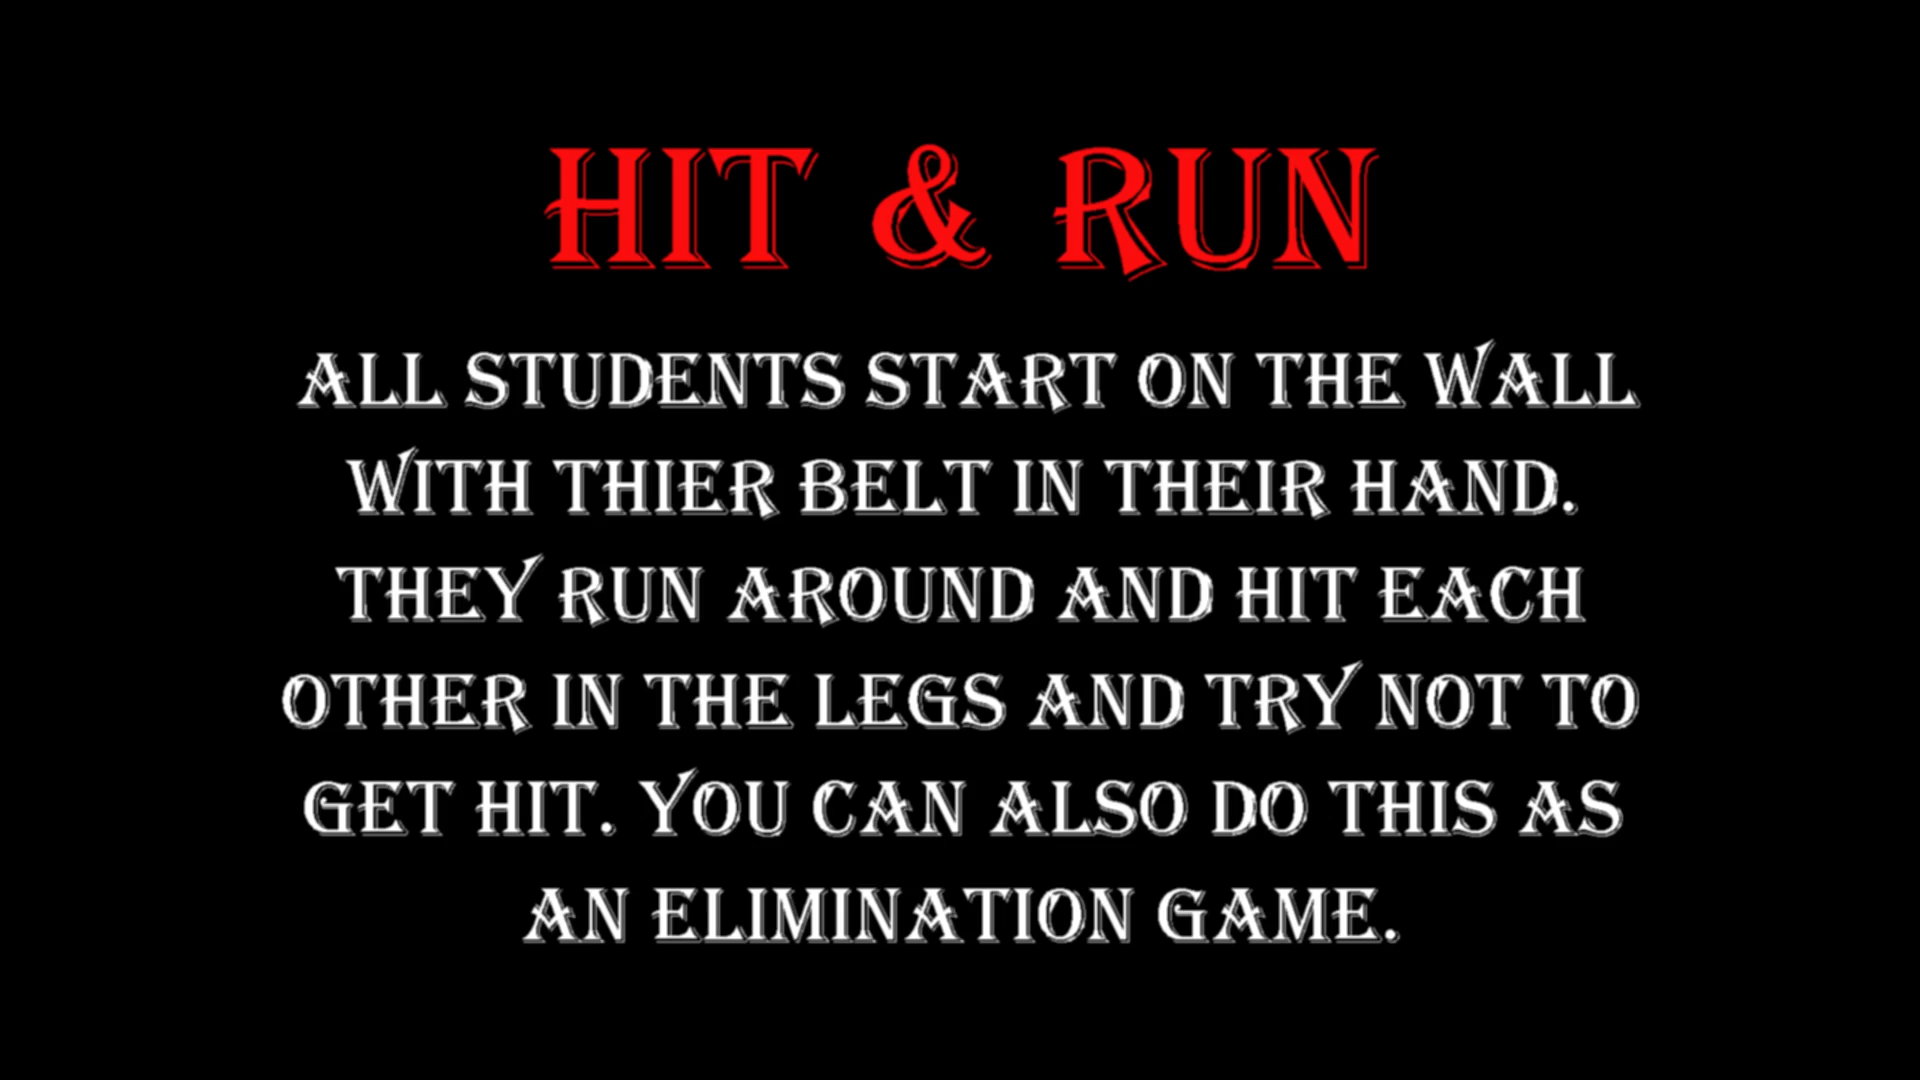 HIT & RUN
ALL STUDENTS START ON THE WALL
WITH THIER BELT IN THEIR HAND.
THEY RUN AROUND AND HIT EACH
OTHER IN THE LEGS AND TRY NOT TO
GET HIT. YOU CAN ALSO DO THIS AS
AN ELIMINATION GAME.